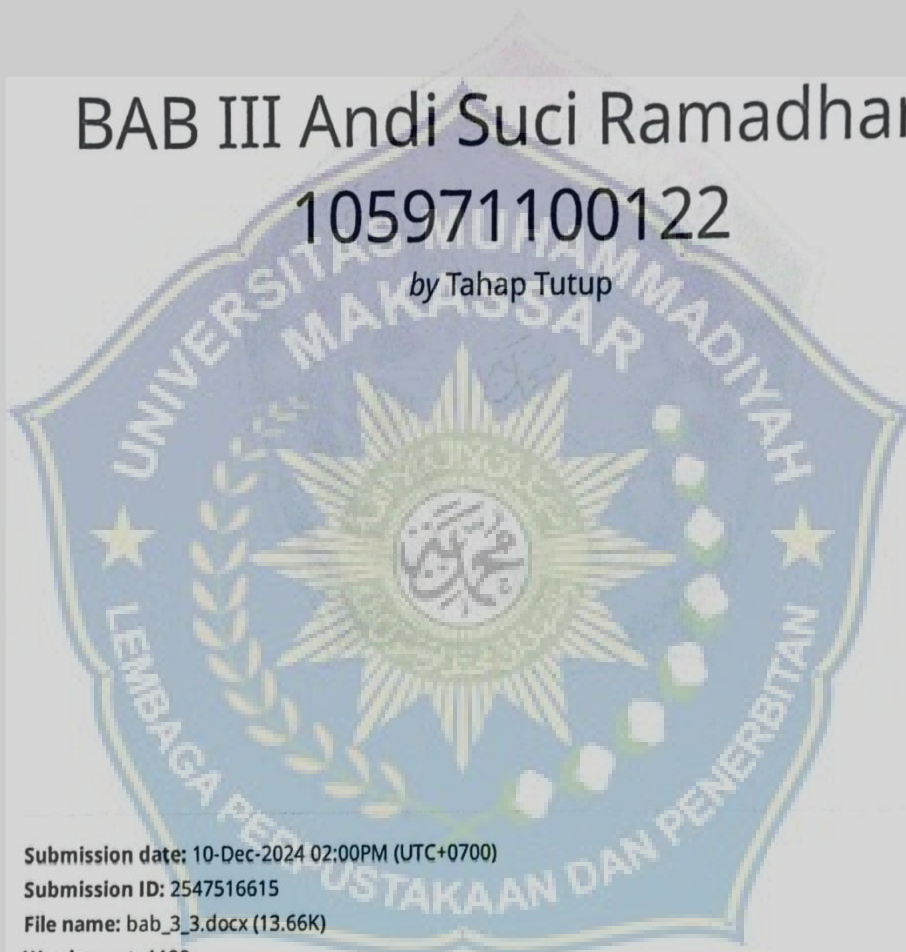 BAB III Andi Suci Ramadhan
105971100122
by Tahap Tutup
UNIVERSITAS MUHAMMADIYAH
MAKASSAR
LEMBAGA PERPUSTAKAAN DAN PENERBITAN
Submission date: 10-Dec-2024 02:00PM (UTC+0700)
Submission ID: 2547516615
File name: bab_3_3.docx (13.66K)